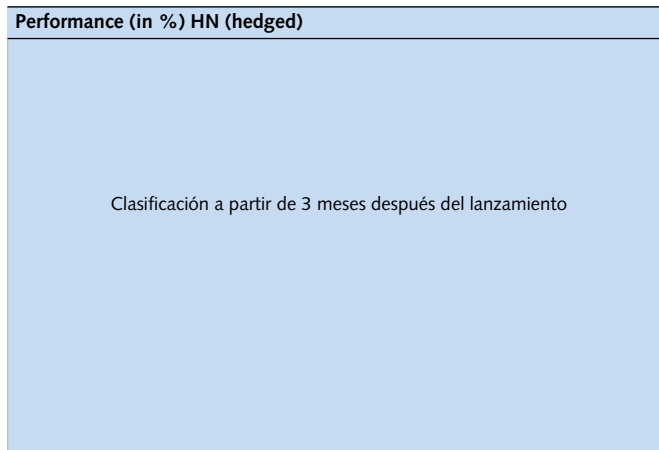 Performance (in %) HN (hedged)
Clasificación a partir de 3 meses después del lanzamiento